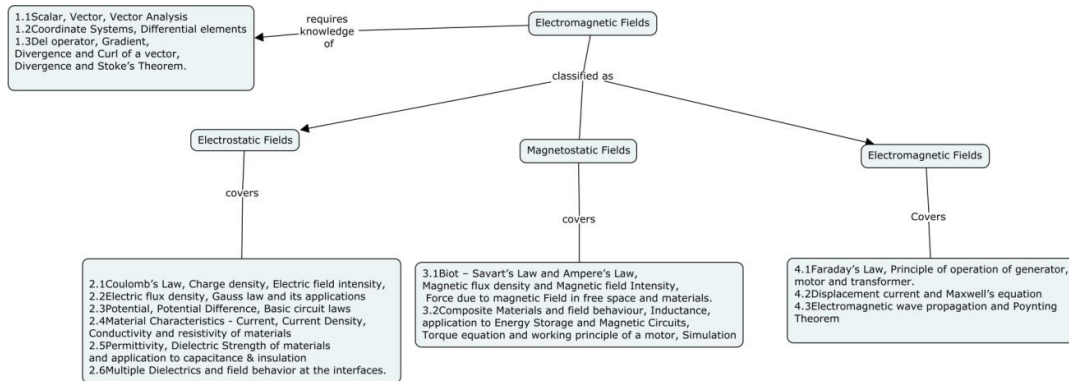 Electromagnetic Fields
requires
knowledge
of
1.1Scalar, Vector, Vector Analysis
1.2Coordinate Systems, Differential elements
1.3Del operator, Gradient,
Divergence and Curl of a vector,
Divergence and Stoke's Theorem.
classified as
Electrostatic Fields
Magnetostatic Fields
Electromagnetic Fields
covers
covers
Covers
2.1Coulomb's Law, Charge density, Electric field intensity,
2.2Electric flux density, Gauss law and its applications
2.3Potential, Potential Difference, Basic circuit laws
2.4Material Characteristics - Current, Current Density,
Conductivity and resistivity of materials
2.5Permittivity, Dielectric Strength of materials
and application to capacitance & insulation
2.6Multiple Dielectrics and field behavior at the interfaces.
3.1Biot – Savart's Law and Ampere's Law,
Magnetic flux density and Magnetic field Intensity,
Force due to magnetic Field in free space and materials.
3.2Composite Materials and field behaviour, Inductance,
application to Energy Storage and Magnetic Circuits,
Torque equation and working principle of a motor, Simulation
4.1Faraday's Law, Principle of operation of generator,
motor and transformer.
4.2Displacement current and Maxwell's equation
4.3Electromagnetic wave propagation and Poynting
Theorem